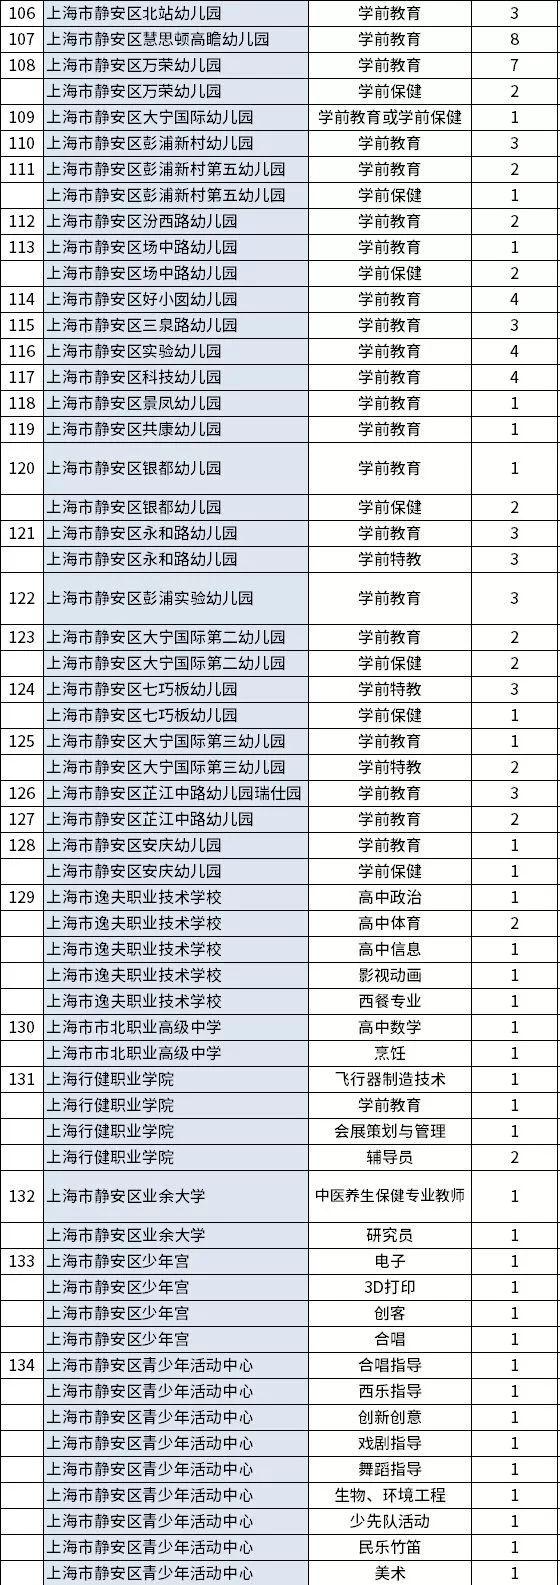 106 上海市静安区北站幼儿园 学前教育 3
107 上海市静安区慧思顿高瞻幼儿园 学前教育 8
108 上海市静安区万荣幼儿园 学前教育 7
上海市静安区万荣幼儿园 学前保健 2
109 上海市静安区大宁国际幼儿园 学前教育或学前保健 1
110 上海市静安区彭浦新村幼儿园 学前教育 3
111 上海市静安区彭浦新村第五幼儿园 学前教育 2
上海市静安区彭浦新村第五幼儿园 学前保健 1
112 上海市静安区汾西路幼儿园 学前教育 2
113 上海市静安区场中路幼儿园 学前教育 1
上海市静安区场中路幼儿园 学前保健 2
114 上海市静安区好小囡幼儿园 学前教育 4
115 上海市静安区三泉路幼儿园 学前教育 3
116 上海市静安区实验幼儿园 学前教育 4
117 上海市静安区科技幼儿园 学前教育 4
118 上海市静安区景凤幼儿园 学前教育 1
119 上海市静安区共康幼儿园 学前教育 1
120 上海市静安区银都幼儿园 学前教育 1
上海市静安区银都幼儿园 学前保健 2
121 上海市静安区永和路幼儿园 学前教育 3
上海市静安区永和路幼儿园 学前特教 3
122 上海市静安区彭浦实验幼儿园 学前教育 3
123 上海市静安区大宁国际第二幼儿园 学前教育 2
上海市静安区大宁国际第二幼儿园 学前保健 2
124 上海市静安区七巧板幼儿园 学前特教 3
上海市静安区七巧板幼儿园 学前保健 1
125 上海市静安区大宁国际第三幼儿园 学前教育 1
上海市静安区大宁国际第三幼儿园 学前特教 2
126 上海市静安区芷江中路幼儿园瑞仕园 学前教育 3
127 上海市静安区芷江中路幼儿园 学前教育 2
128 上海市静安区安庆幼儿园 学前教育 1
上海市静安区安庆幼儿园 学前保健 1
129 上海市逸夫职业技术学校 高中政治 1
上海市逸夫职业技术学校 高中体育 2
上海市逸夫职业技术学校 高中信息 1
上海市逸夫职业技术学校 影视动画 1
上海市逸夫职业技术学校 西餐专业 1
130 上海市市北职业高级中学 高中数学 1
上海市市北职业高级中学 烹饪 1
131 上海行健职业学院 飞行器制造技术 1
上海行健职业学院 学前教育 1
上海行健职业学院 会展策划与管理 1
上海行健职业学院 辅导员 2
132 上海市静安区业余大学 中医养生保健专业教师 1
上海市静安区业余大学 研究员 1
133 上海市静安区少年宫 电子 1
上海市静安区少年宫 3D打印 1
上海市静安区少年宫 创客 1
上海市静安区少年宫 合唱 1
134 上海市静安区青少年活动中心 合唱指导 1
上海市静安区青少年活动中心 西乐指导 1
上海市静安区青少年活动中心 创新创意 1
上海市静安区青少年活动中心 戏剧指导 1
上海市静安区青少年活动中心 舞蹈指导 1
上海市静安区青少年活动中心 生物、环境工程 1
上海市静安区青少年活动中心 少先队活动 1
上海市静安区青少年活动中心 民乐竹笛 1
上海市静安区青少年活动中心 美术 1